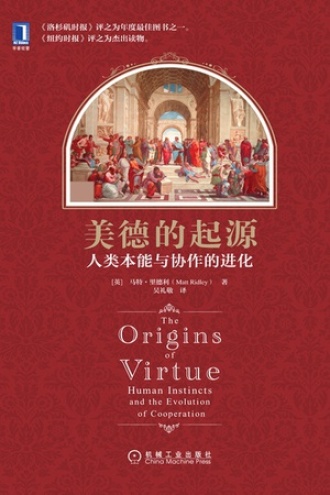 《洛杉矶时报》评之为年度最佳图书之一。
《纽约时报》评之为杰出读物。
美德的起源
人类本能与协作的进化
[英] 马特·里德利（Matt Ridley） 著
吴礼敬 译
The
Origins
of
Virtue
Human Instincts
and the Evolution
of Cooperation
机械工业出版社
China Machine Press